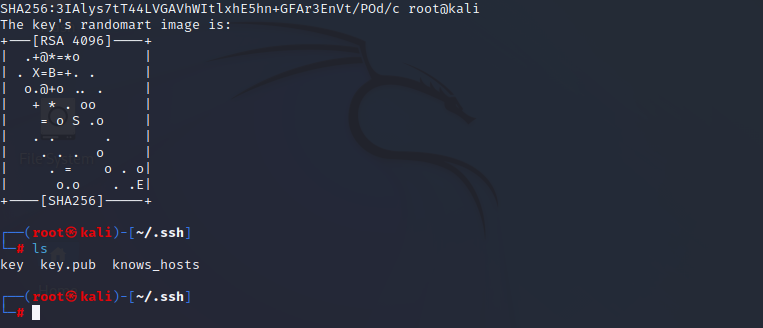 SHA256:3IAlys7tT44LVGAVhWItlxhE5hn+GFAr3EnVt/POd/c root@kali
The key's randomart image is:
+---[RSA 4096]----+
|  .+@*=*o        |
| . X=B=+. .      |
|  o.@+o .. .     |
|   + * . oo      |
|    = o S .o     |
|   . .      .    |
|    . . .  o     |
|     . =    o . o|
|      o.o    . .E|
+----[SHA256]-----+
┌──(root㉿kali)-[~/.ssh]
└─# ls
key  key.pub  knows_hosts
┌──(root㉿kali)-[~/.ssh]
└─#